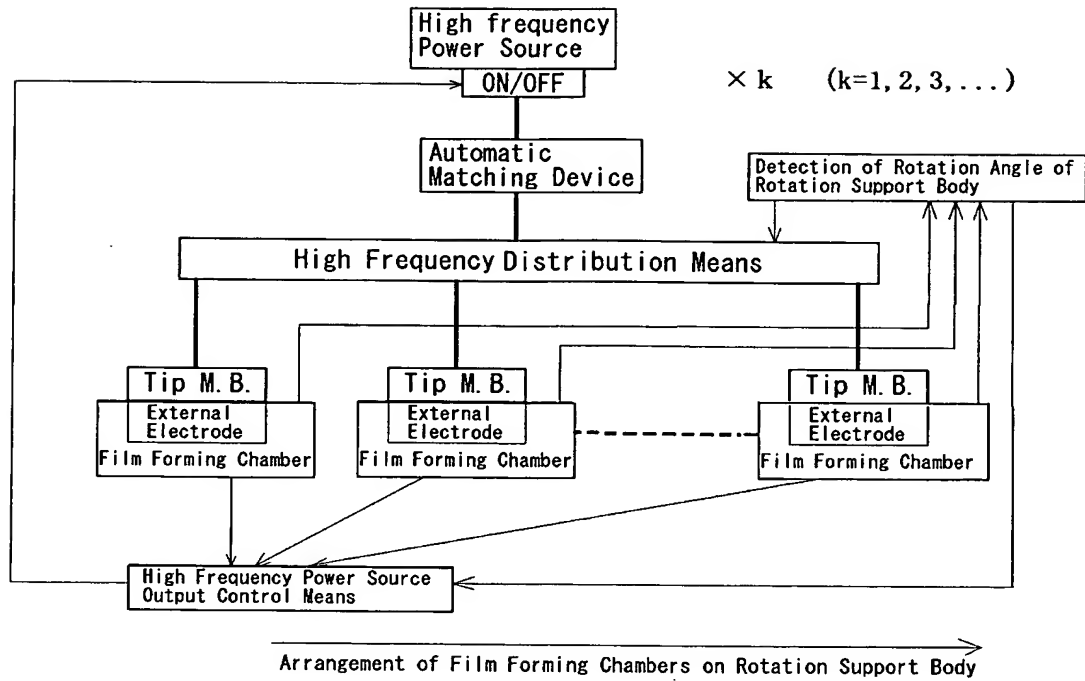 High frequency
Power Source
ON/OFF
× k (k=1, 2, 3, ...)
Automatic
Matching Device
Detection of Rotation Angle of
Rotation Support Body
High Frequency Distribution Means
Tip M. B.
External
Electrode
Film Forming Chamber
Tip M. B.
External
Electrode
Film Forming Chamber
Tip M. B.
External
Electrode
Film Forming Chamber
High Frequency Power Source
Output Control Means
Arrangement of Film Forming Chambers on Rotation Support Body